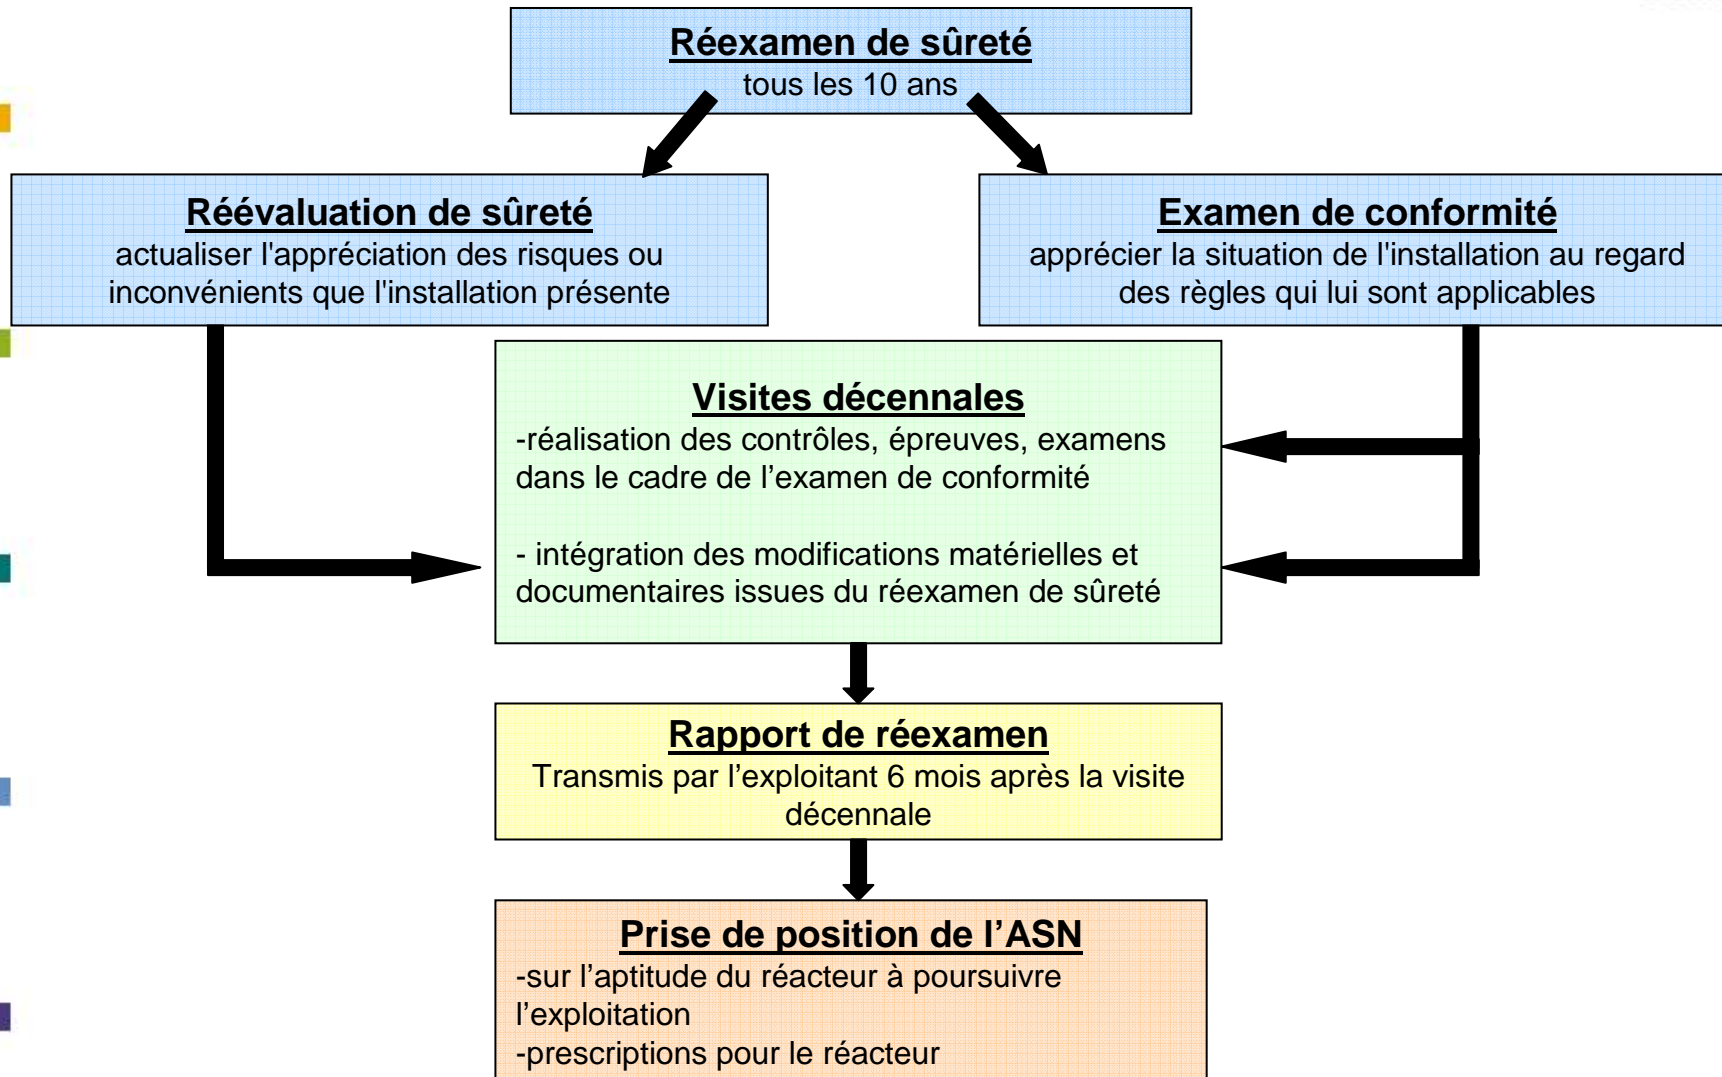 Réexamen de sûreté
tous les 10 ans
Réévaluation de sûreté
actualiser l'appréciation des risques ou
inconvénients que l'installation présente
Examen de conformité
apprécier la situation de l'installation au regard
des règles qui lui sont applicables
Visites décennales
-réalisation des contrôles, épreuves, examens
dans le cadre de l’examen de conformité
- intégration des modifications matérielles et
documentaires issues du réexamen de sûreté
Rapport de réexamen
Transmis par l’exploitant 6 mois après la visite
décennale
Prise de position de l’ASN
-sur l’aptitude du réacteur à poursuivre
l’exploitation
-prescriptions pour le réacteur